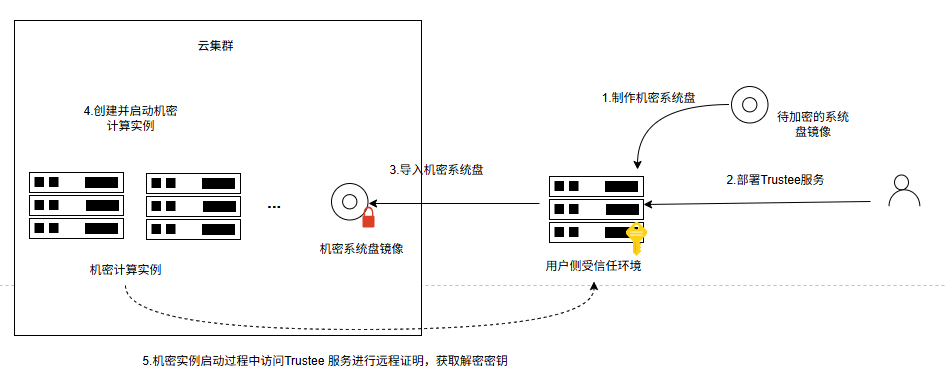 云集群
4.创建并启动机密
计算实例
1.制作机密系统盘
待加密的系统
盘镜像
3.导入机密系统盘
2.部署Trustee服务
...
机密系统盘镜像
机密计算实例
用户侧受信任环境
5.机密实例启动过程中访问Trustee 服务进行远程证明，获取解密密钥